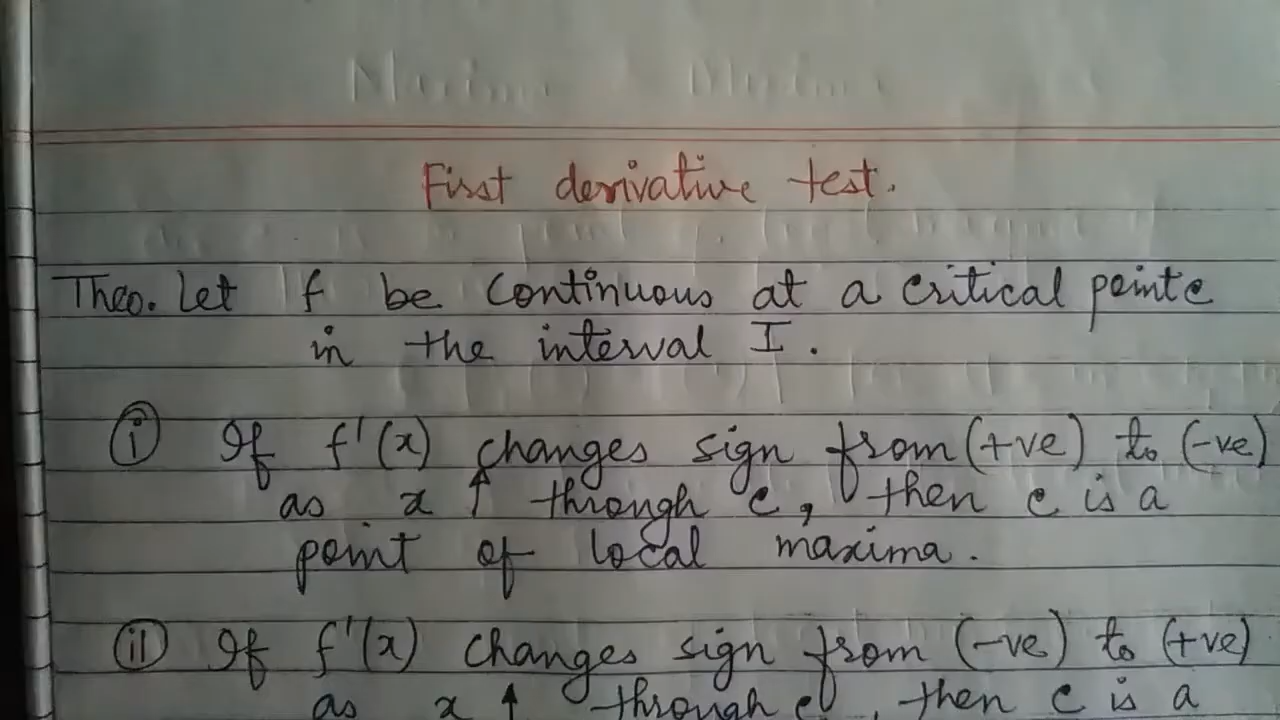 First derivative test.
Theo. Let f be continuous at a critical point c
in the interval I.
(i) If f'(x) changes sign from (+ve) to (-ve)
as x ↑ through c, then c is a
point of local maxima.
(ii) If f'(x) changes sign from (-ve) to (+ve)
as x ↑ through c, then c is a